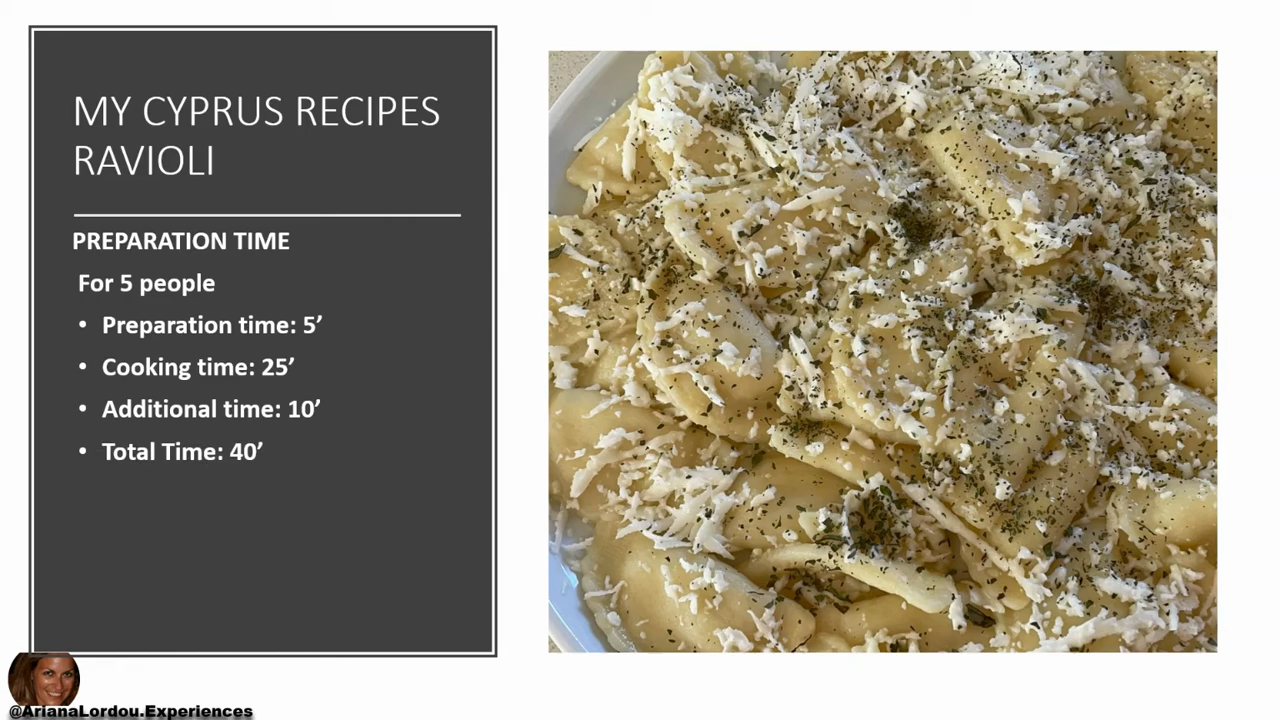 MY CYPRUS RECIPES
RAVIOLI
PREPARATION TIME
For 5 people
• Preparation time: 5’
• Cooking time: 25’
• Additional time: 10’
• Total Time: 40’
@ArianaLordou.Experiences